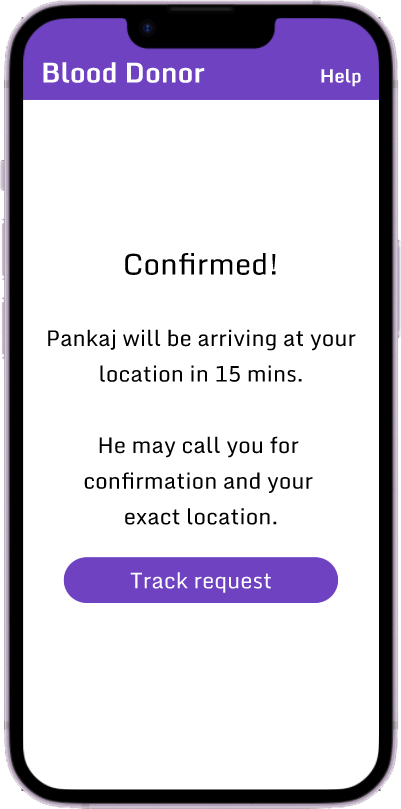 Blood Donor
Help
Confirmed!
Pankaj will be arriving at your
location in 15 mins.
He may call you for
confirmation and your
exact location.
Track request